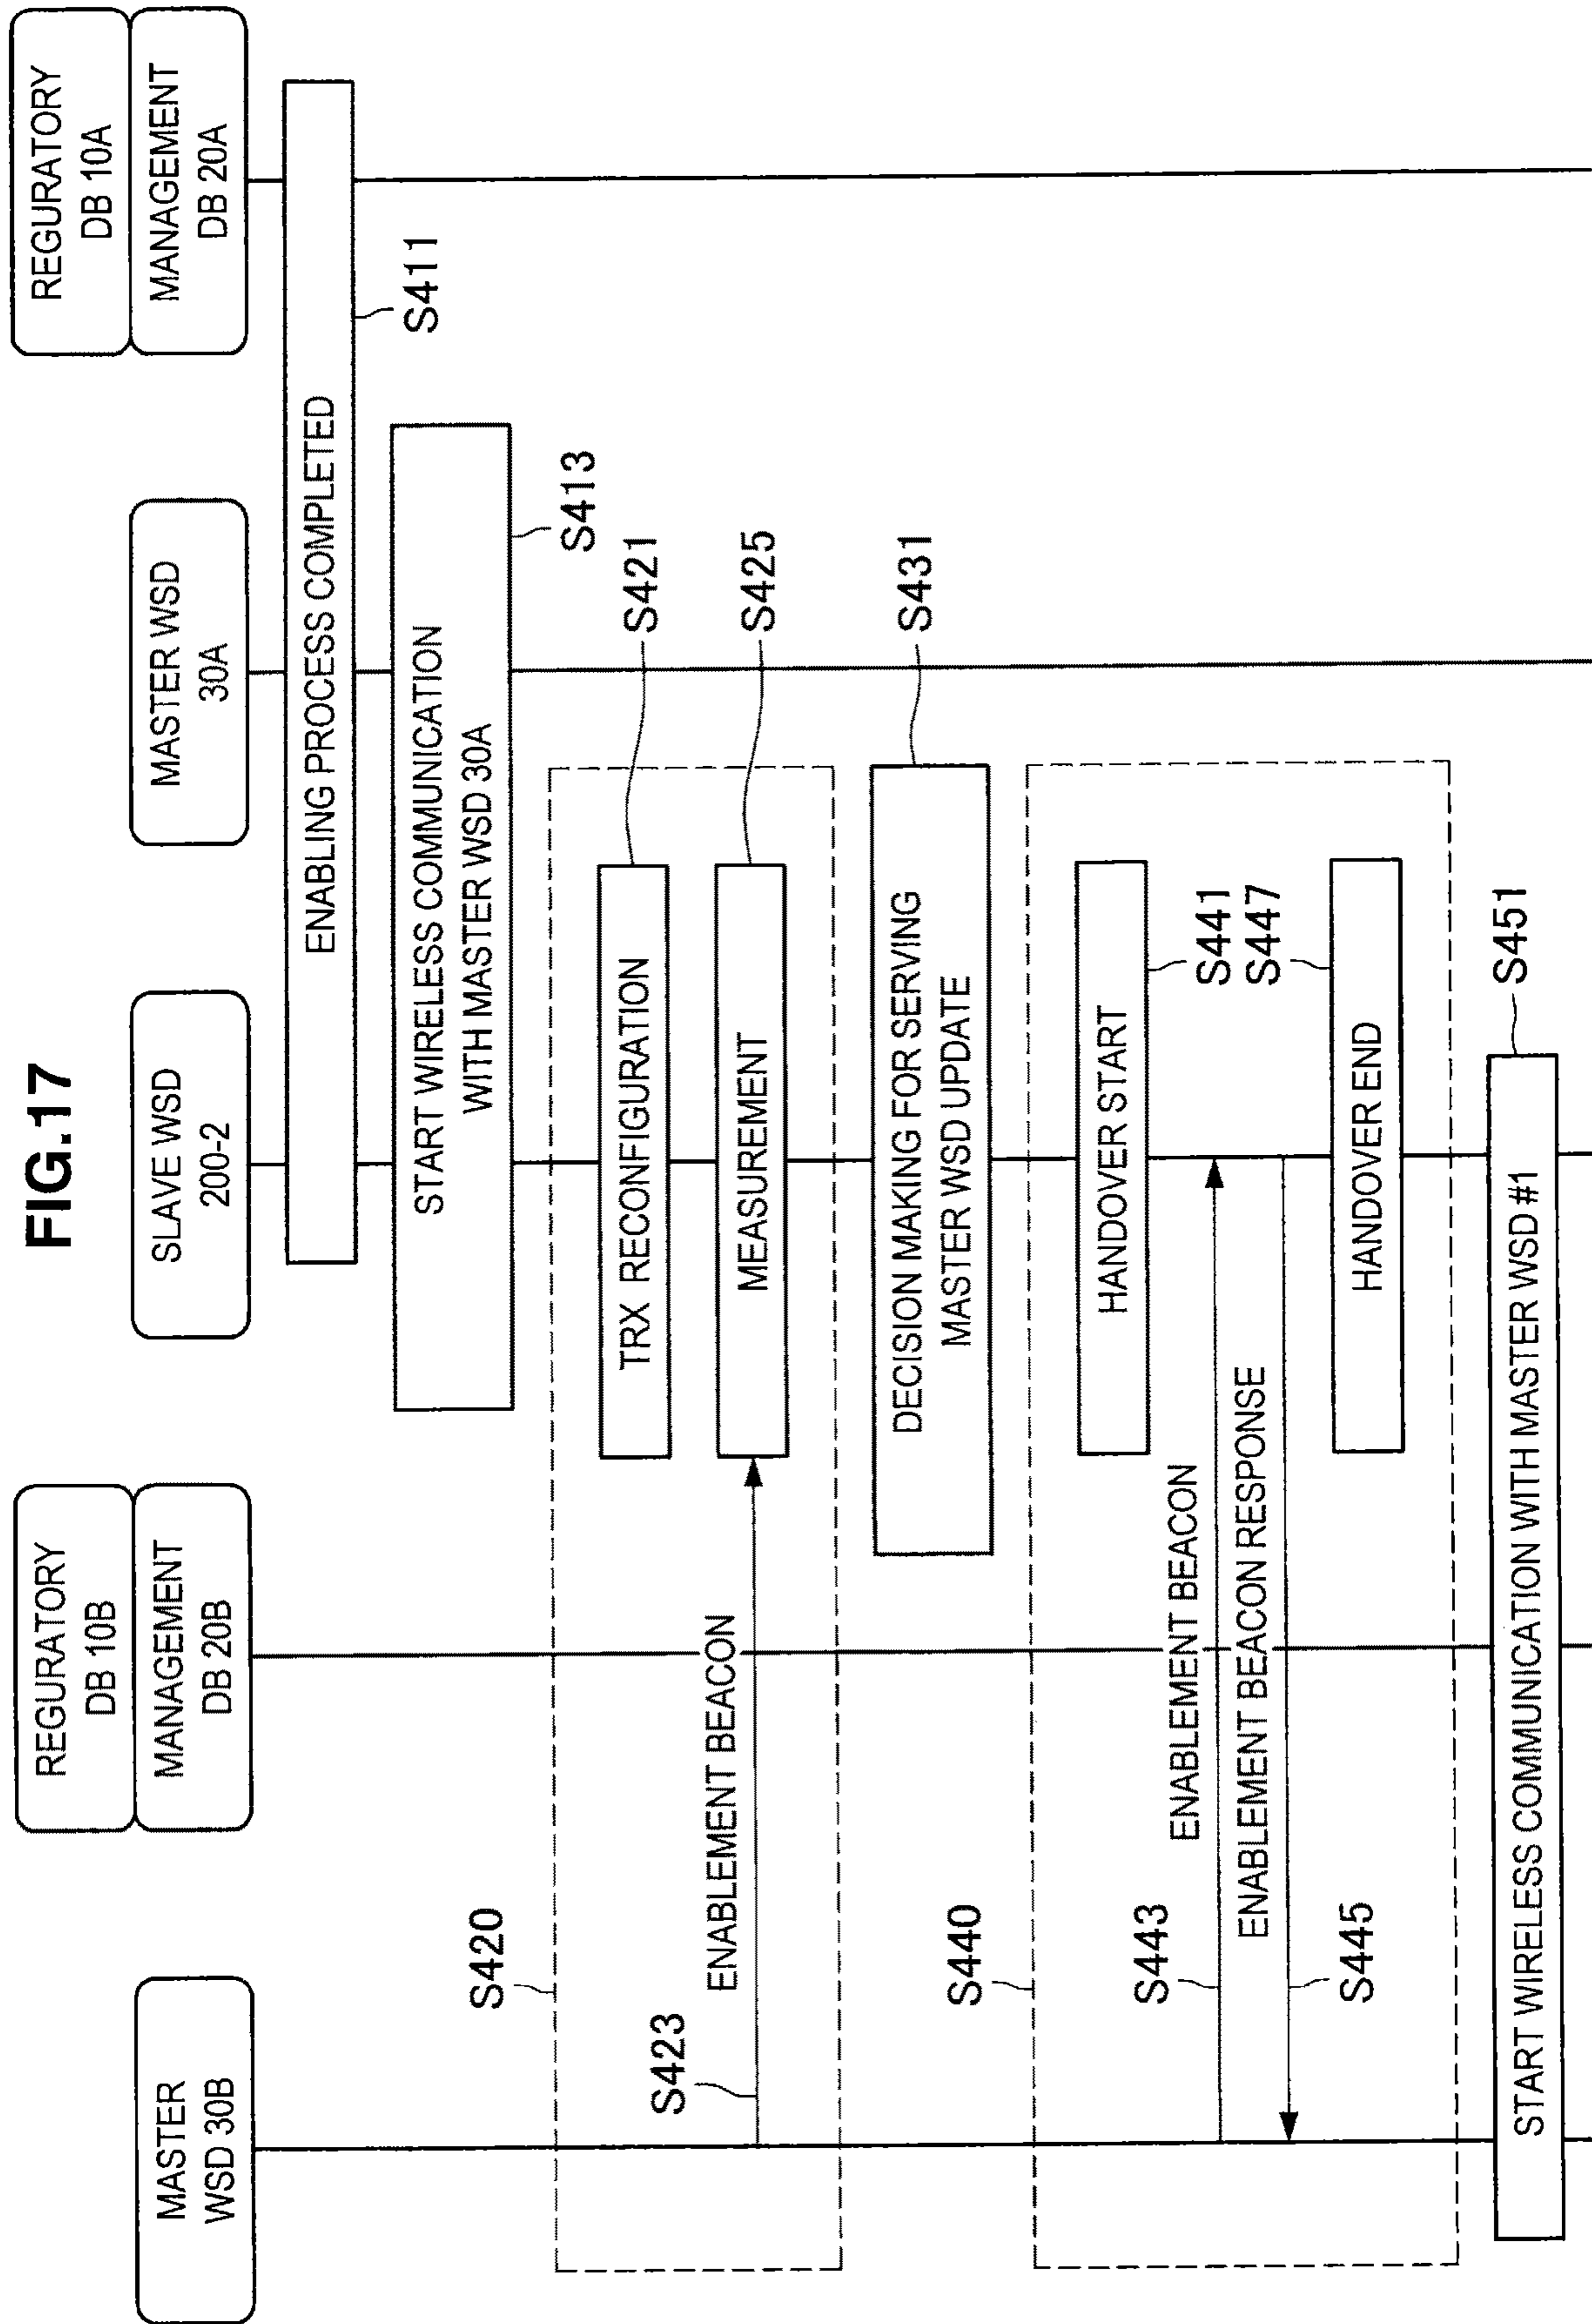 FIG.17
MASTER
WSD 30B
REGURATORY
DB 10B
MANAGEMENT
DB 20B
SLAVE WSD
200-2
MASTER WSD
30A
REGURATORY
DB 10A
MANAGEMENT
DB 20A
ENABLING PROCESS COMPLETED
S411
START WIRELESS COMMUNICATION
WITH MASTER WSD 30A
S413
S420
TRX RECONFIGURATION
S421
S423
ENABLEMENT BEACON
MEASUREMENT
S425
DECISION MAKING FOR SERVING
MASTER WSD UPDATE
S431
S440
HANDOVER START
S441
S443
ENABLEMENT BEACON
ENABLEMENT BEACON RESPONSE
S445
S447
HANDOVER END
START WIRELESS COMMUNICATION WITH MASTER WSD #1
S451